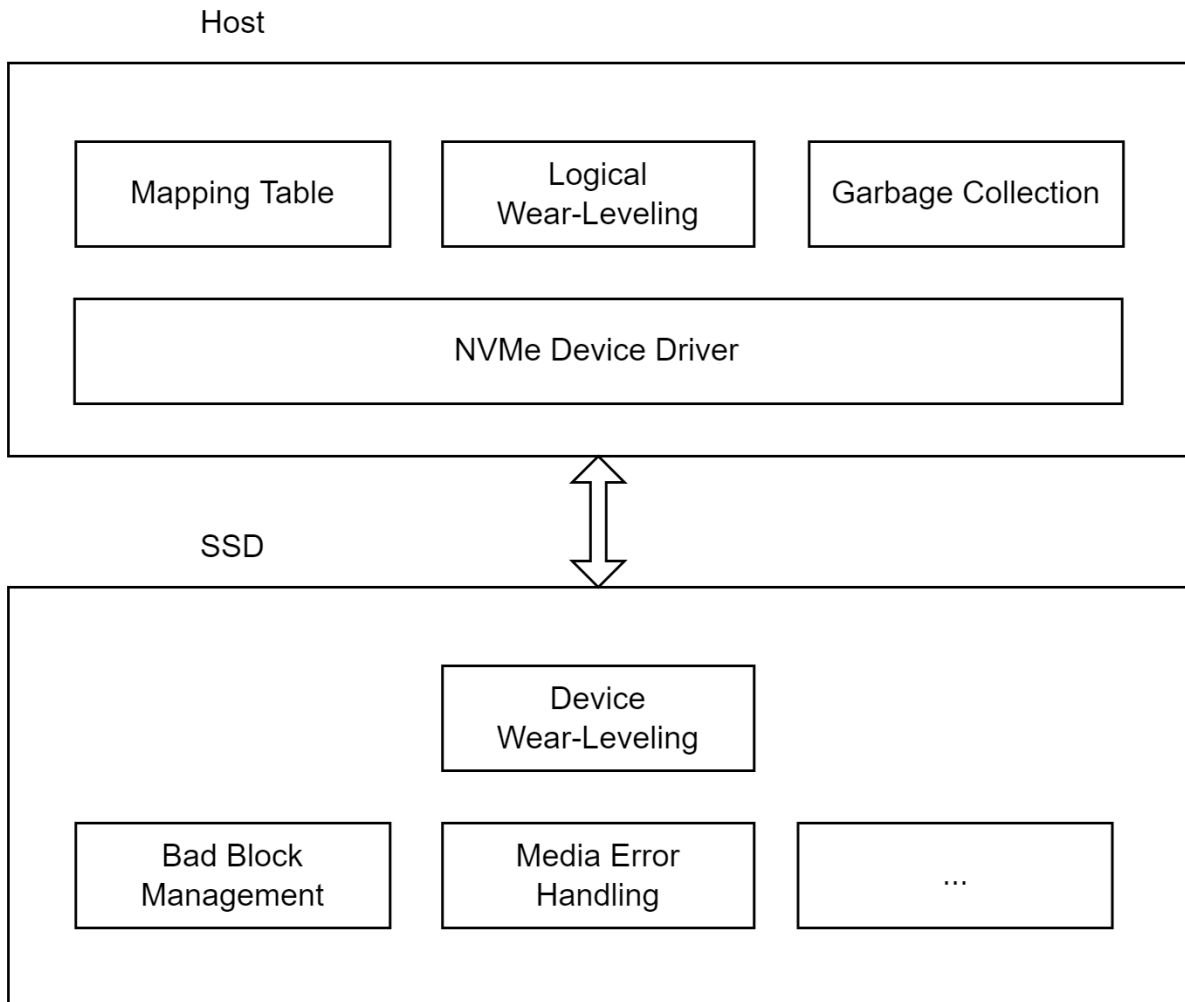 Host
Mapping Table
Logical
Wear-Leveling
Garbage Collection
NVMe Device Driver
SSD
Device
Wear-Leveling
Bad Block
Management
Media Error
Handling
...